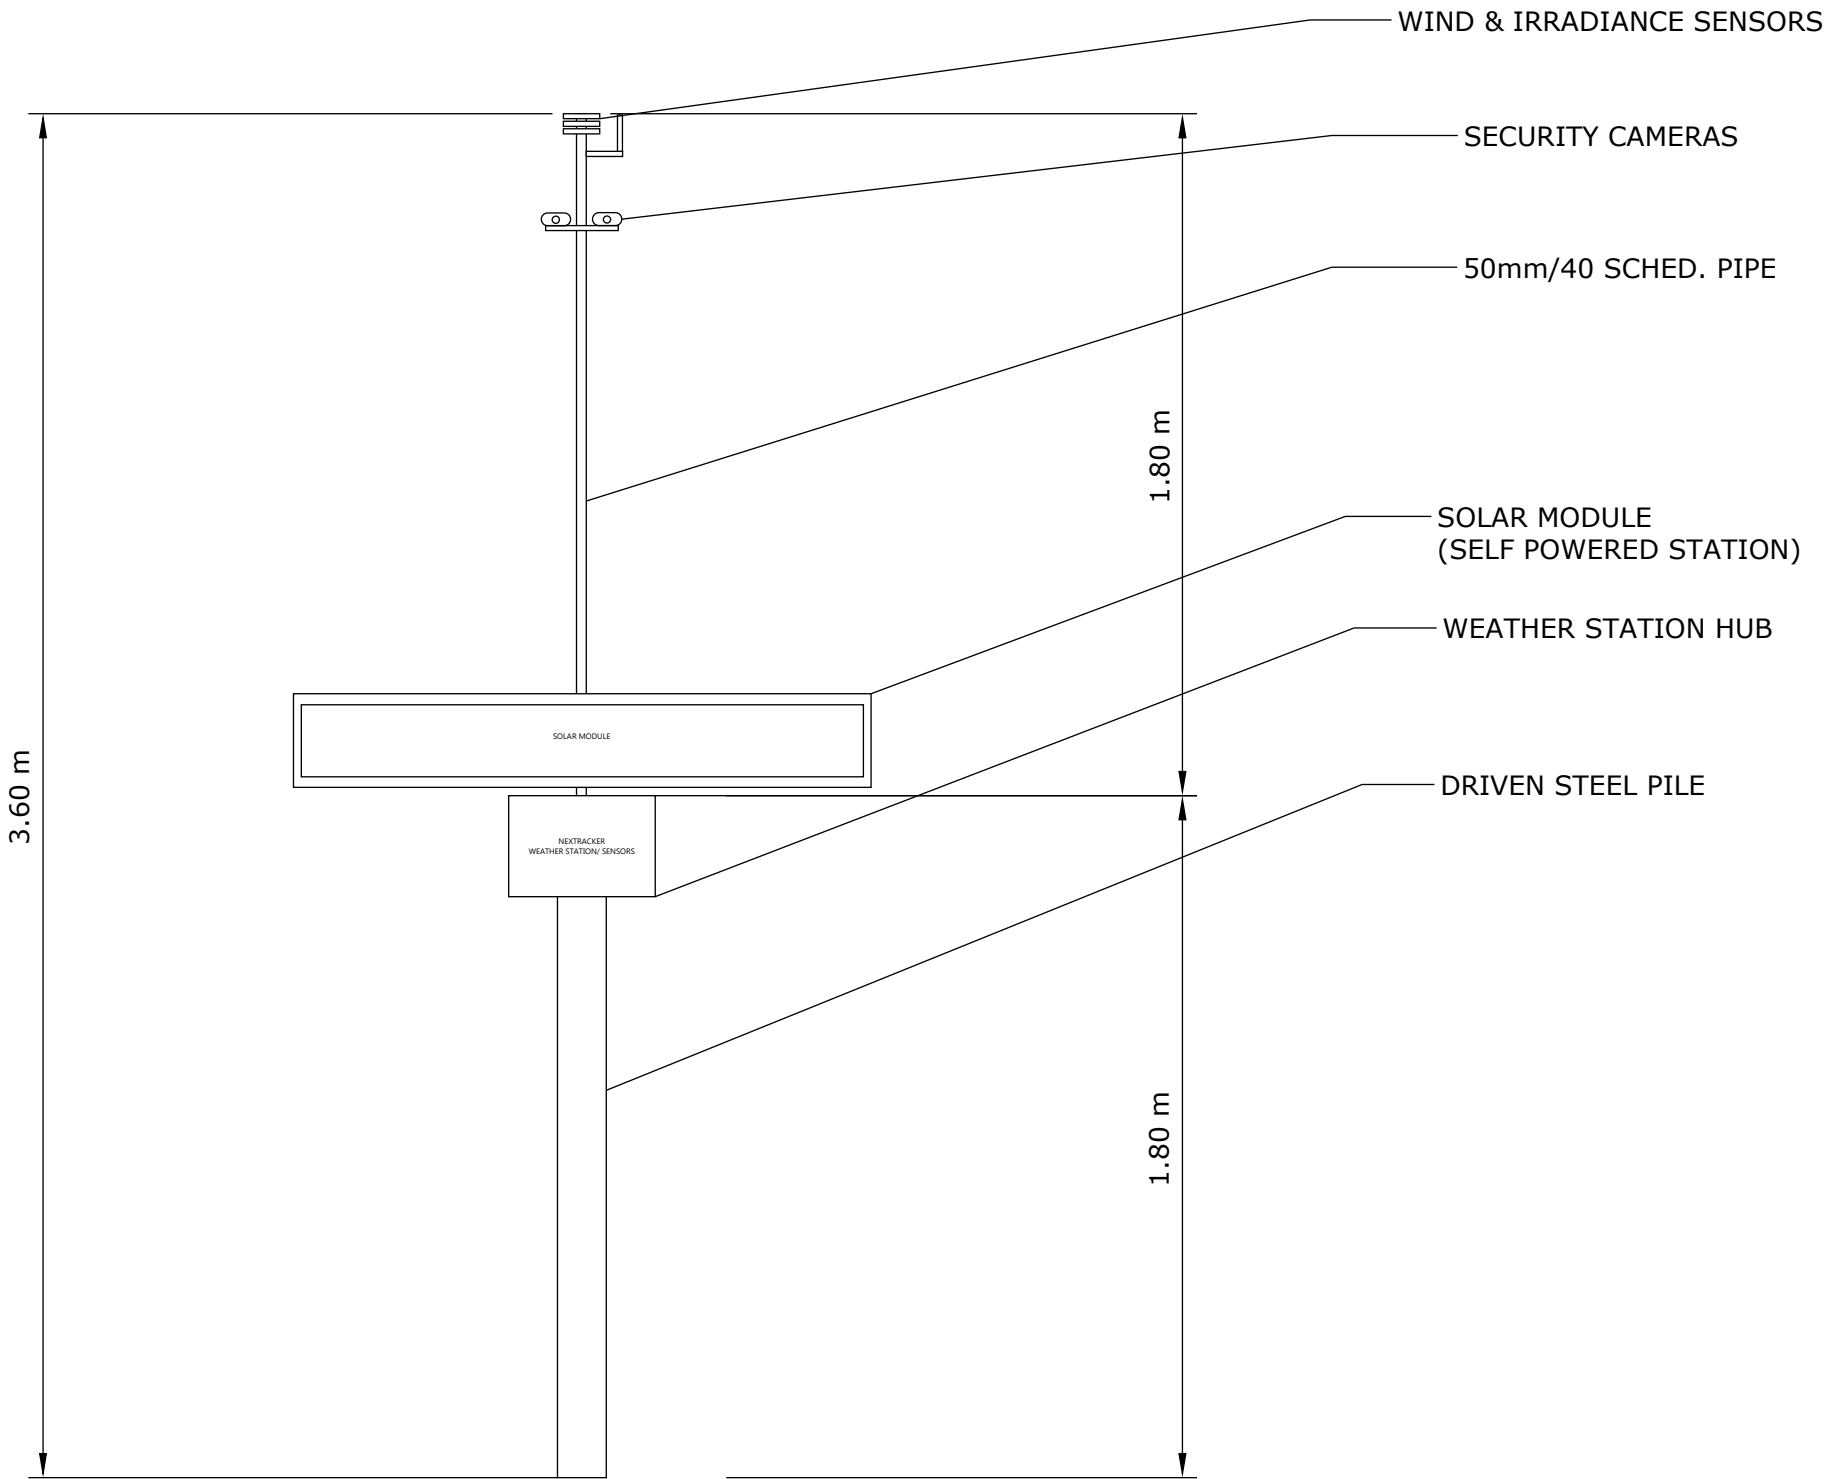 WIND & IRRADIANCE SENSORS
SECURITY CAMERAS
50mm/40 SCHED. PIPE
1.80 m
SOLAR MODULE
(SELF POWERED STATION)
WEATHER STATION HUB
SOLAR MODULE
3.60 m
DRIVEN STEEL PILE
NEXTRACKER
WEATHER STATION/ SENSORS
1.80 m